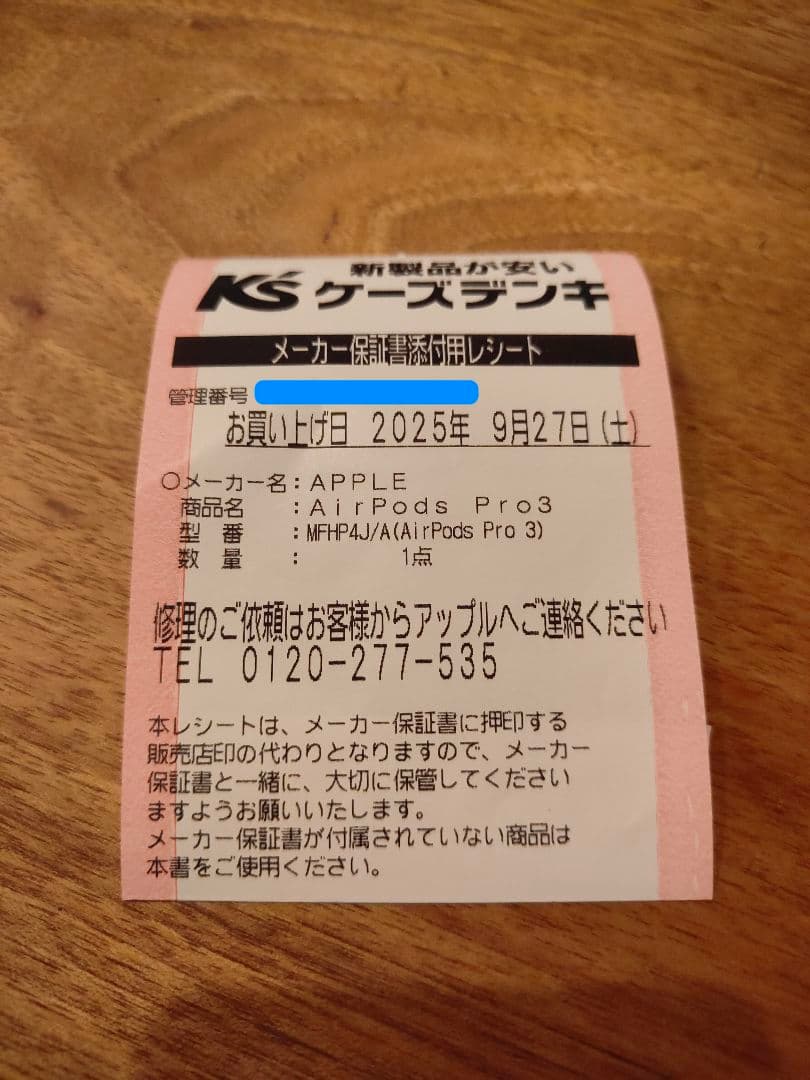 新製品が安い
K's ケーズデンキ
メーカー保証書添付用レシート
管理番号
お買い上げ日 2025年 9月27日(土)
○メーカー名:APPLE
商品名 :AirPods Pro3
型 番 :MFHP4J/A(AirPods Pro 3)
数 量 : 1点
修理のご依頼はお客様からアップルへご連絡ください
TEL 0120-277-535
本レシートは、メーカー保証書に押印する
販売店印の代わりとなりますので、メーカー
保証書と一緒に、大切に保管してください
ますようお願いいたします。
メーカー保証書が付属されていない商品は
本書をご使用ください。